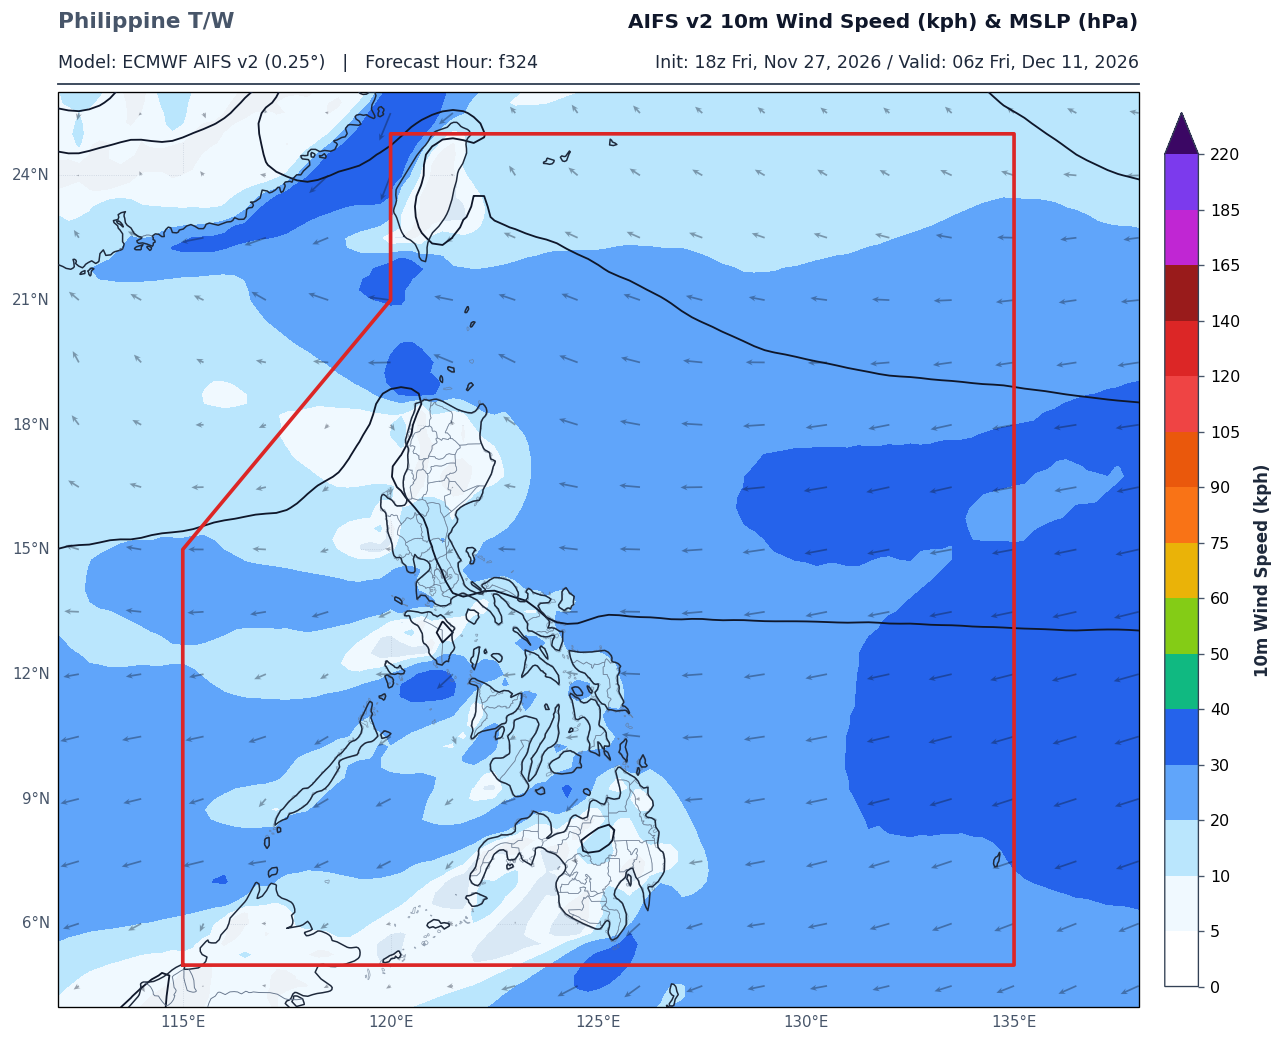 Philippine T/W
AIFS v2 10m Wind Speed (kph) & MSLP (hPa)
Model: ECMWF AIFS v2 (0.25°)   |   Forecast Hour: f324
Init: 18z Fri, Nov 27, 2026 / Valid: 06z Fri, Dec 11, 2026
24°N
21°N
18°N
15°N
12°N
9°N
6°N
115°E
120°E
125°E
130°E
135°E
220
185
165
140
120
105
90
75
60
50
40
30
20
10
5
0
10m Wind Speed (kph)